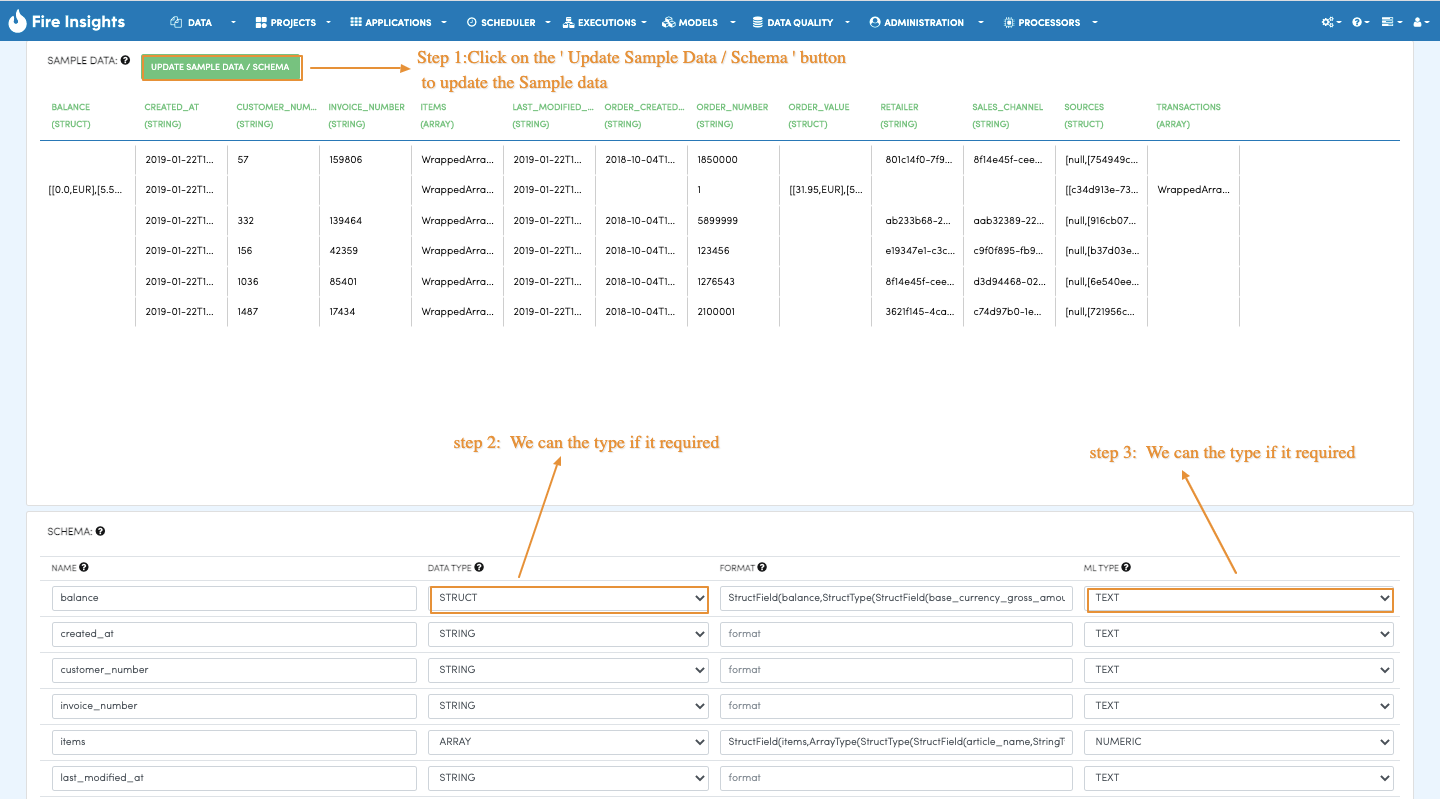 Fire Insights DATA PROJECTS APPLICATIONS SCHEDULER EXECUTIONS MODELS DATA QUALITY ADMINISTRATION PROCESSORS
SAMPLE DATA: UPDATE SAMPLE DATA / SCHEMA
Step 1:Click on the ' Update Sample Data / Schema ' button
to update the Sample data
BALANCE CREATED_AT CUSTOMER_NUM... INVOICE_NUMBER ITEMS LAST_MODIFIED_... ORDER_CREATED... ORDER_NUMBER ORDER_VALUE RETAILER SALES_CHANNEL SOURCES TRANSACTIONS
(STRUCT) (STRING) (STRING) (STRING) (ARRAY) (STRING) (STRING) (STRING) (STRUCT) (STRING) (STRING) (STRUCT) (ARRAY)
2019-01-22T1... 57 159806 WrappedArra... 2019-01-22T1... 2018-10-04T1... 1850000 801c14f0-7f9... 8f14e45f-cee... [null,[754949c...
[[0.0,EUR],[5.5... 2019-01-22T1... WrappedArra... 2019-01-22T1... 1 [[31.95,EUR],[5... [[c34d913e-73... WrappedArra...
2019-01-22T1... 332 139464 WrappedArra... 2019-01-22T1... 2018-10-04T1... 5899999 ab233b68-2... aab32389-22... [null,[916cb07...
2019-01-22T1... 156 42359 WrappedArra... 2019-01-22T1... 2018-10-04T1... 123456 e19347e1-c3c... c9f0f895-fb9... [null,[b37d03e...
2019-01-22T1... 1036 85401 WrappedArra... 2019-01-22T1... 2018-10-04T1... 1276543 8f14e45f-cee... d3d94468-02... [null,[6e540ee...
2019-01-22T1... 1487 17434 WrappedArra... 2019-01-22T1... 2018-10-04T1... 2100001 3621f145-4ca... c74d97b0-1e... [null,[721956c...
step 2: We can the type if it required
step 3: We can the type if it required
SCHEMA:
NAME DATA TYPE FORMAT ML TYPE
balance STRUCT StructField(balance,StructType(StructField(base_currency_gross_amou TEXT
created_at STRING format TEXT
customer_number STRING format TEXT
invoice_number STRING format TEXT
items ARRAY StructField(items,ArrayType(StructType(StructField(article_name,StringT NUMERIC
last_modified_at STRING format TEXT